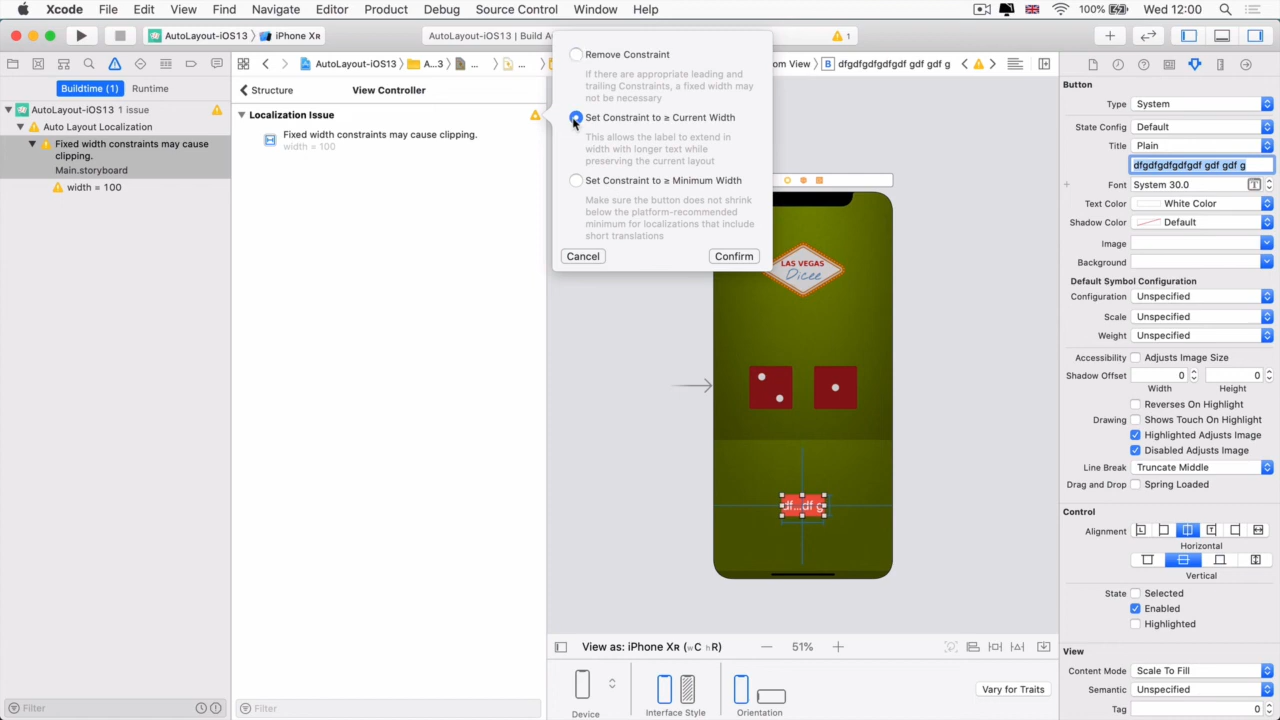 Xcode File Edit View Find Navigate Editor Product Debug Source Control Window Help 100% Wed 12:00
AutoLayout-iOS13 iPhone XR AutoLayout-iOS13 | Build A 1
AutoLayout-iOS13 A...3 ... ... om View B dfgdfgdfgdfgdf gdf gdf g
Buildtime (1) Runtime
AutoLayout-iOS13 1 issue
Auto Layout Localization
Fixed width constraints may cause
clipping.
Main.storyboard
width = 100
Filter
Structure View Controller
Localization Issue
Fixed width constraints may cause clipping.
width = 100
Filter
Remove Constraint
If there are appropriate leading and
trailing Constraints, a fixed width may
not be necessary
Set Constraint to ≥ Current Width
This allows the label to extend in
width with longer text while
preserving the current layout
Set Constraint to ≥ Minimum Width
Make sure the button does not shrink
below the platform-recommended
minimum for localizations that include
short translations
Cancel Confirm
LAS VEGAS
Dicee
df...df g
View as: iPhone XR (wC hR) 51%
Device Interface Style Orientation
Vary for Traits
Button
Type System
State Config Default
Title Plain
dfgdfgdfgdfgdf gdf gdf g
Font System 30.0
Text Color White Color
Shadow Color Default
Image
Background
Default Symbol Configuration
Configuration Unspecified
Scale Unspecified
Weight Unspecified
Accessibility Adjusts Image Size
Shadow Offset 0 0
Width Height
Reverses On Highlight
Drawing Shows Touch On Highlight
Highlighted Adjusts Image
Disabled Adjusts Image
Line Break Truncate Middle
Drag and Drop Spring Loaded
Control
Alignment
Horizontal
Vertical
State Selected
Enabled
Highlighted
View
Content Mode Scale To Fill
Semantic Unspecified
Tag 0